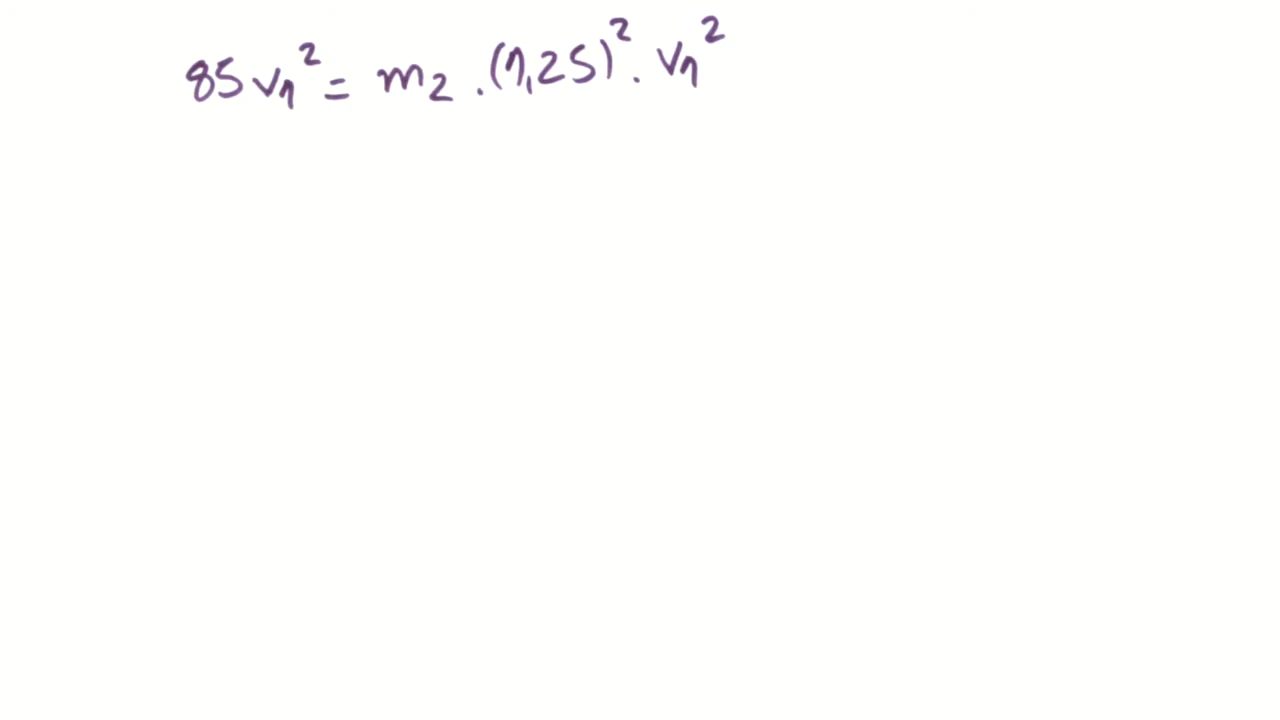 85 v₁² = m₂ . (1,25)² . v₁²